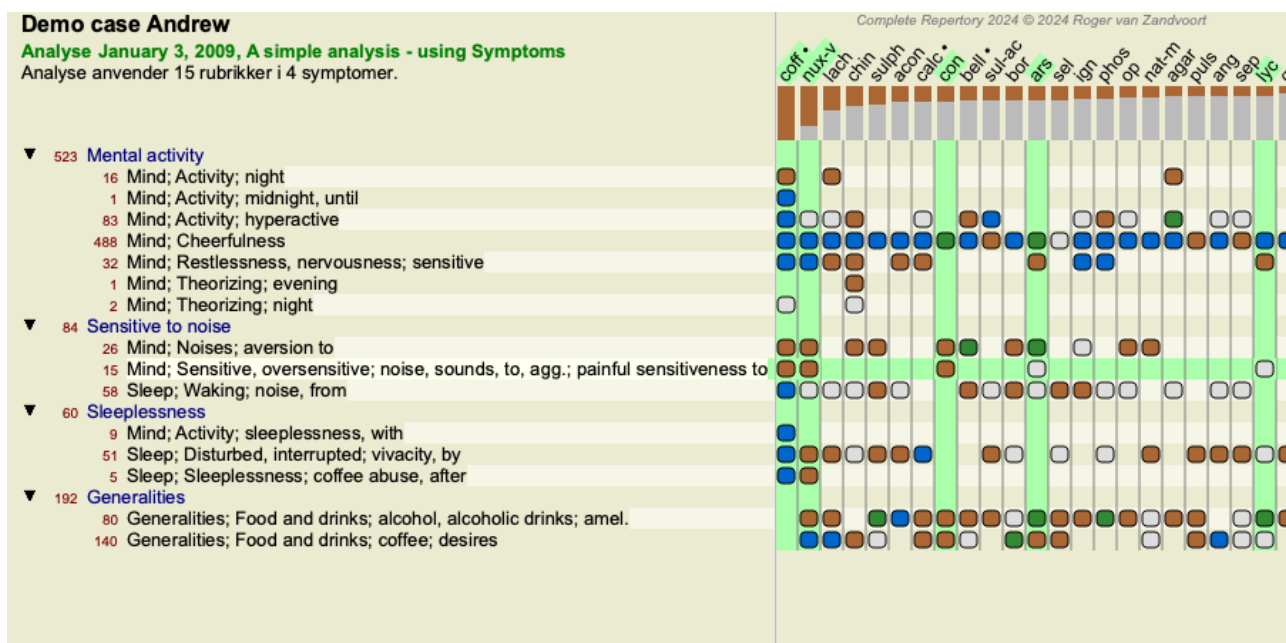 Demo case Andrew
Complete Repertory 2024 © 2024 Roger van Zandvoort
Analyse January 3, 2009, A simple analysis - using Symptoms
Analyse anvender 15 rubrikker i 4 symptomer.
coff • nux-v lach chin sulph acon calc • con bell • sul-ac bor ars sel ign phos op nat-m agar puls ang sep lyc
▼ 523 Mental activity
16 Mind; Activity; night
1 Mind; Activity; midnight, until
83 Mind; Activity; hyperactive
488 Mind; Cheerfulness
32 Mind; Restlessness, nervousness; sensitive
1 Mind; Theorizing; evening
2 Mind; Theorizing; night
▼ 84 Sensitive to noise
26 Mind; Noises; aversion to
15 Mind; Sensitive, oversensitive; noise, sounds, to, agg.; painful sensitiveness to
58 Sleep; Waking; noise, from
▼ 60 Sleeplessness
9 Mind; Activity; sleeplessness, with
51 Sleep; Disturbed, interrupted; vivacity, by
5 Sleep; Sleeplessness; coffee abuse, after
▼ 192 Generalities
80 Generalities; Food and drinks; alcohol, alcoholic drinks; amel.
140 Generalities; Food and drinks; coffee; desires